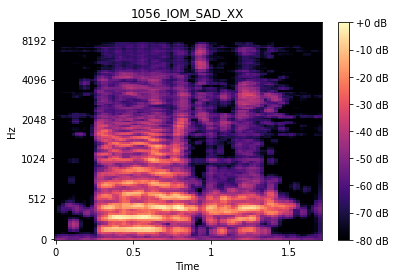 1056_IOM_SAD_XX
Hz
8192
4096
2048
1024
512
0
0
0.5
1
1.5
Time
+0 dB
-10 dB
-20 dB
-30 dB
-40 dB
-50 dB
-60 dB
-70 dB
-80 dB